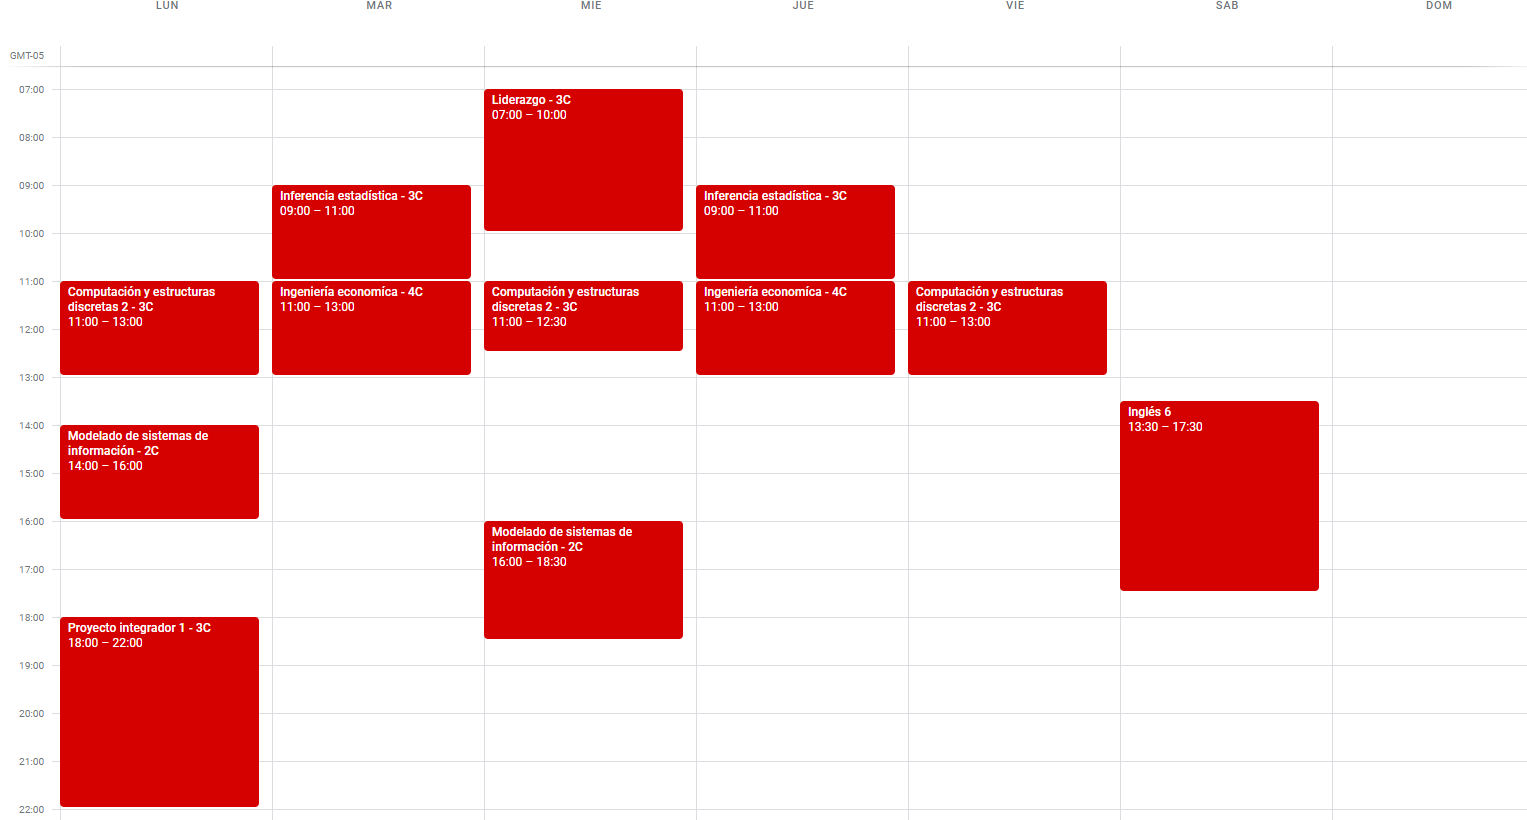 LUN MAR MIE JUE VIE SAB DOM
GMT-05
07:00
Liderazgo - 3C
07:00 – 10:00
08:00
09:00
Inferencia estadística - 3C
09:00 – 11:00
Inferencia estadística - 3C
09:00 – 11:00
10:00
11:00
Computación y estructuras
discretas 2 - 3C
11:00 – 13:00
Ingeniería economíca - 4C
11:00 – 13:00
Computación y estructuras
discretas 2 - 3C
11:00 – 12:30
Ingeniería economíca - 4C
11:00 – 13:00
Computación y estructuras
discretas 2 - 3C
11:00 – 13:00
12:00
13:00
Inglés 6
13:30 – 17:30
14:00
Modelado de sistemas de
información - 2C
14:00 – 16:00
15:00
16:00
Modelado de sistemas de
información - 2C
16:00 – 18:30
17:00
18:00
Proyecto integrador 1 - 3C
18:00 – 22:00
19:00
20:00
21:00
22:00